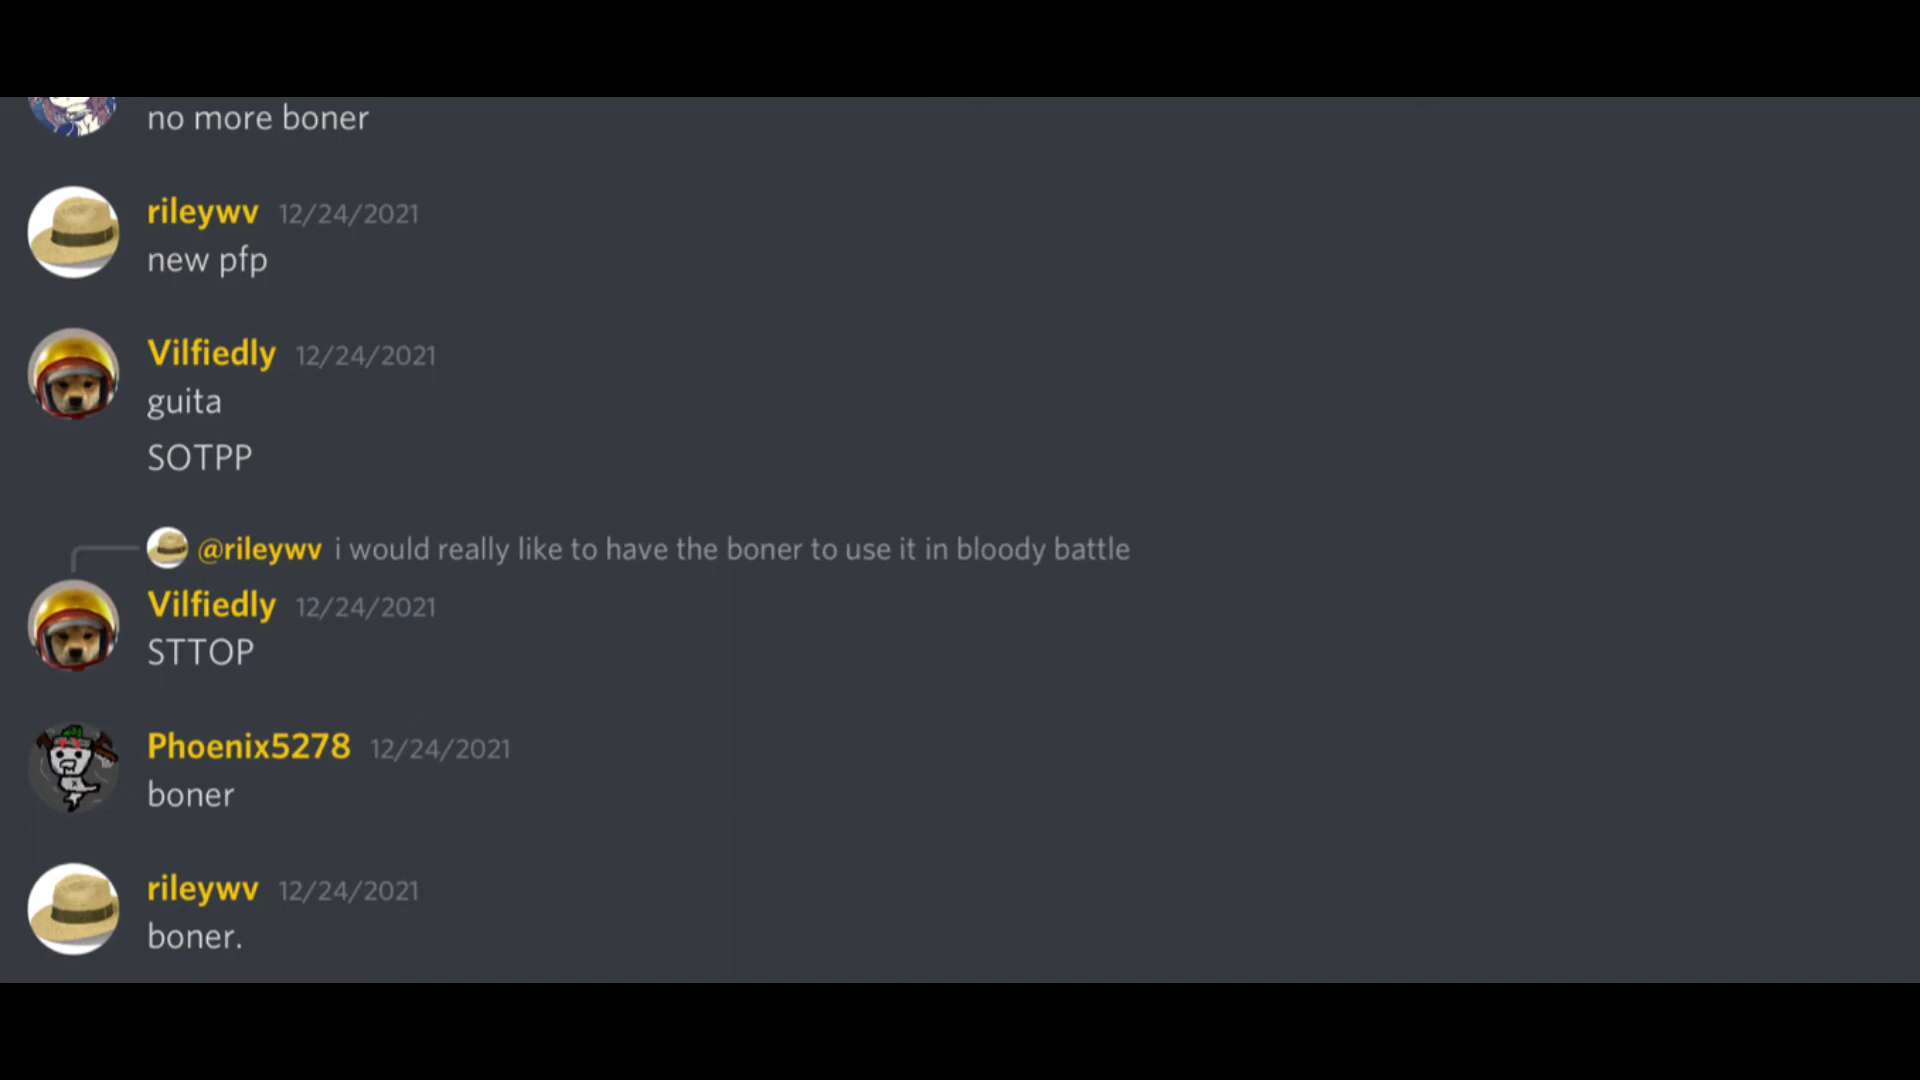 no more boner
rileywv 12/24/2021
new pfp
Vilfiedly 12/24/2021
guita
SOTPP
@rileywv i would really like to have the boner to use it in bloody battle
Vilfiedly 12/24/2021
STTOP
Phoenix5278 12/24/2021
boner
rileywv 12/24/2021
boner.